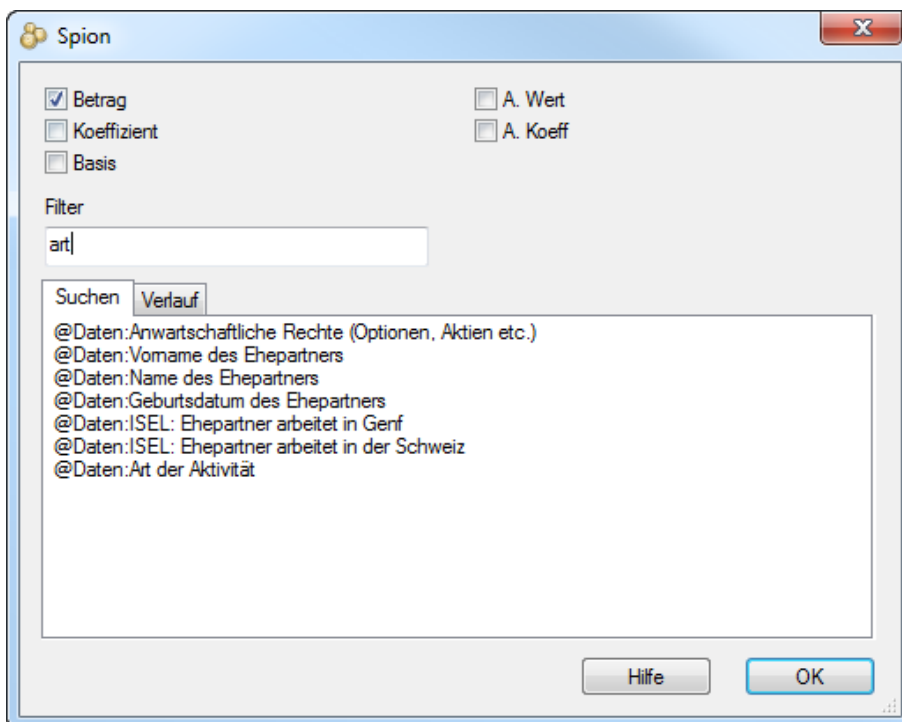 Spion
Betrag
A. Wert
Koeffizient
A. Koeff
Basis
Filter
art
Suchen
Verlauf
@Daten:Anwartschaftliche Rechte (Optionen, Aktien etc.)
@Daten:Vorname des Ehepartners
@Daten:Name des Ehepartners
@Daten:Geburtsdatum des Ehepartners
@Daten:ISEL: Ehepartner arbeitet in Genf
@Daten:ISEL: Ehepartner arbeitet in der Schweiz
@Daten:Art der Aktivität
Hilfe
OK